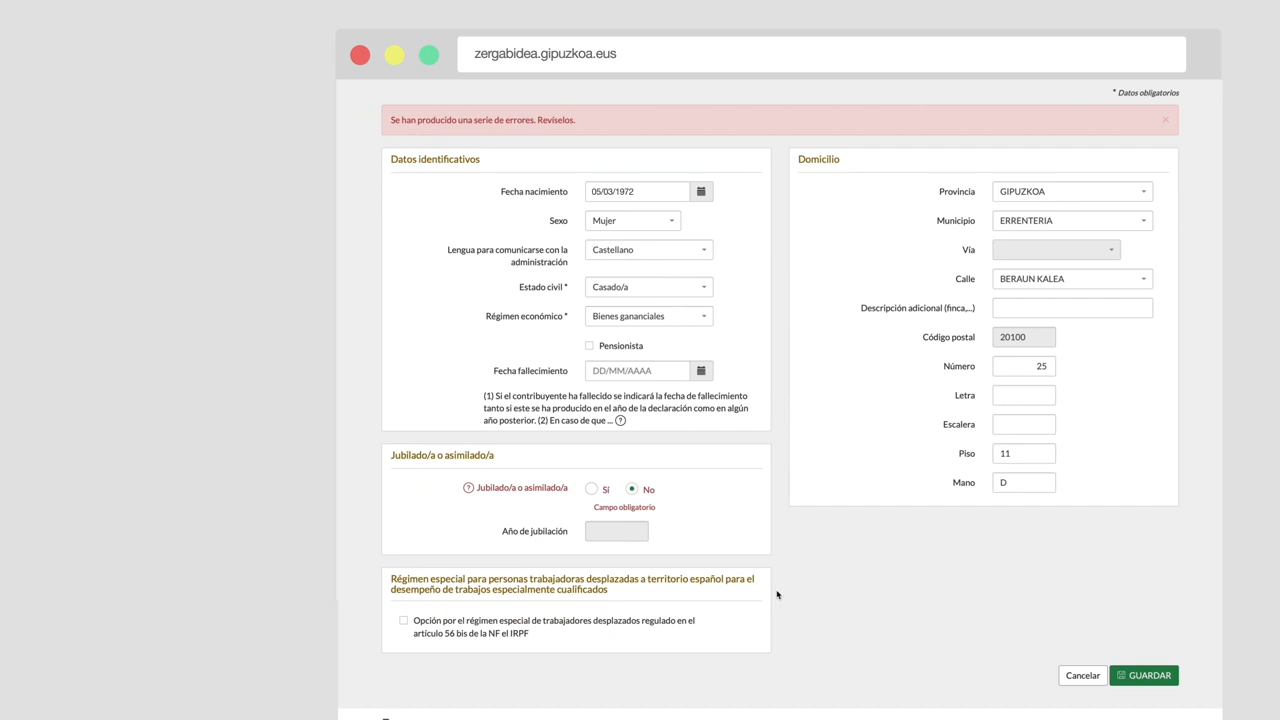 zergabidea.gipuzkoa.eus
* Datos obligatorios
Se han producido una serie de errores. Revíselos.
×
Datos identificativos
Fecha nacimiento 05/03/1972
Sexo Mujer
Lengua para comunicarse con la
administración
Castellano
Estado civil * Casado/a
Régimen económico * Bienes gananciales
Pensionista
Fecha fallecimiento DD/MM/AAAA
(1) Si el contribuyente ha fallecido se indicará la fecha de fallecimiento
tanto si este se ha producido en el año de la declaración como en algún
año posterior. (2) En caso de que ... ?
Jubilado/a o asimilado/a
? Jubilado/a o asimilado/a Sí No
Campo obligatorio
Año de jubilación
Régimen especial para personas trabajadoras desplazadas a territorio español para el
desempeño de trabajos especialmente cualificados
Opción por el régimen especial de trabajadores desplazados regulado en el
artículo 56 bis de la NF el IRPF
Domicilio
Provincia GIPUZKOA
Municipio ERRENTERIA
Vía
Calle BERAUN KALEA
Descripción adicional (finca,...)
Código postal 20100
Número 25
Letra
Escalera
Piso 11
Mano D
Cancelar GUARDAR